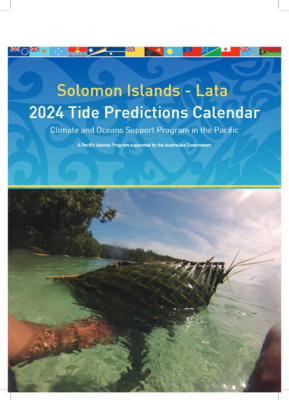 Solomon Islands - Lata
2024 Tide Predictions Calendar
Climate and Oceans Support Program in the Pacific
A Pacific Islands Program supported by the Australian Government